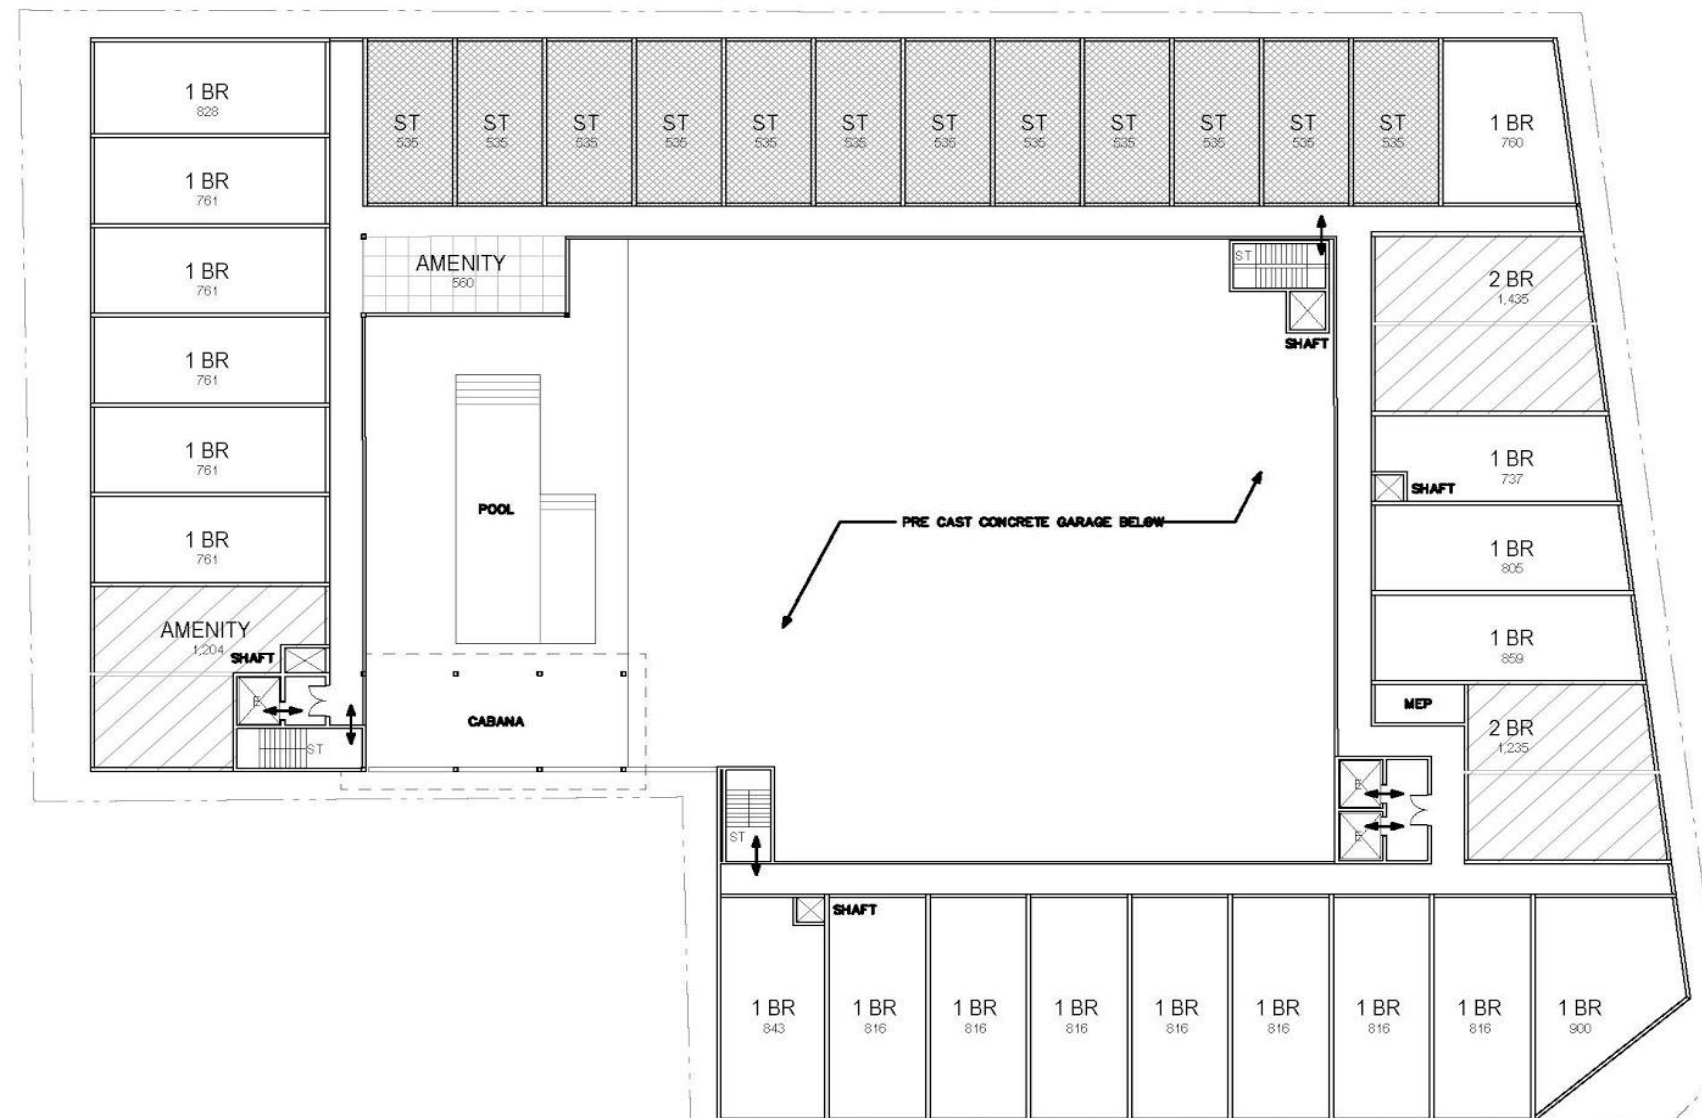 1 BR
828
1 BR
761
1 BR
761
1 BR
761
1 BR
761
1 BR
761
AMENITY
1,204
SHAFT
E
ST
ST
535
ST
535
ST
535
ST
535
ST
535
ST
535
ST
535
ST
535
ST
535
ST
535
ST
535
ST
535
1 BR
760
AMENITY
560
POOL
CABANA
PRE CAST CONCRETE GARAGE BELOW
ST
SHAFT
2 BR
1,435
1 BR
737
SHAFT
1 BR
805
1 BR
859
MEP
2 BR
1,235
E
E
ST
SHAFT
1 BR
843
1 BR
816
1 BR
816
1 BR
816
1 BR
816
1 BR
816
1 BR
816
1 BR
816
1 BR
900